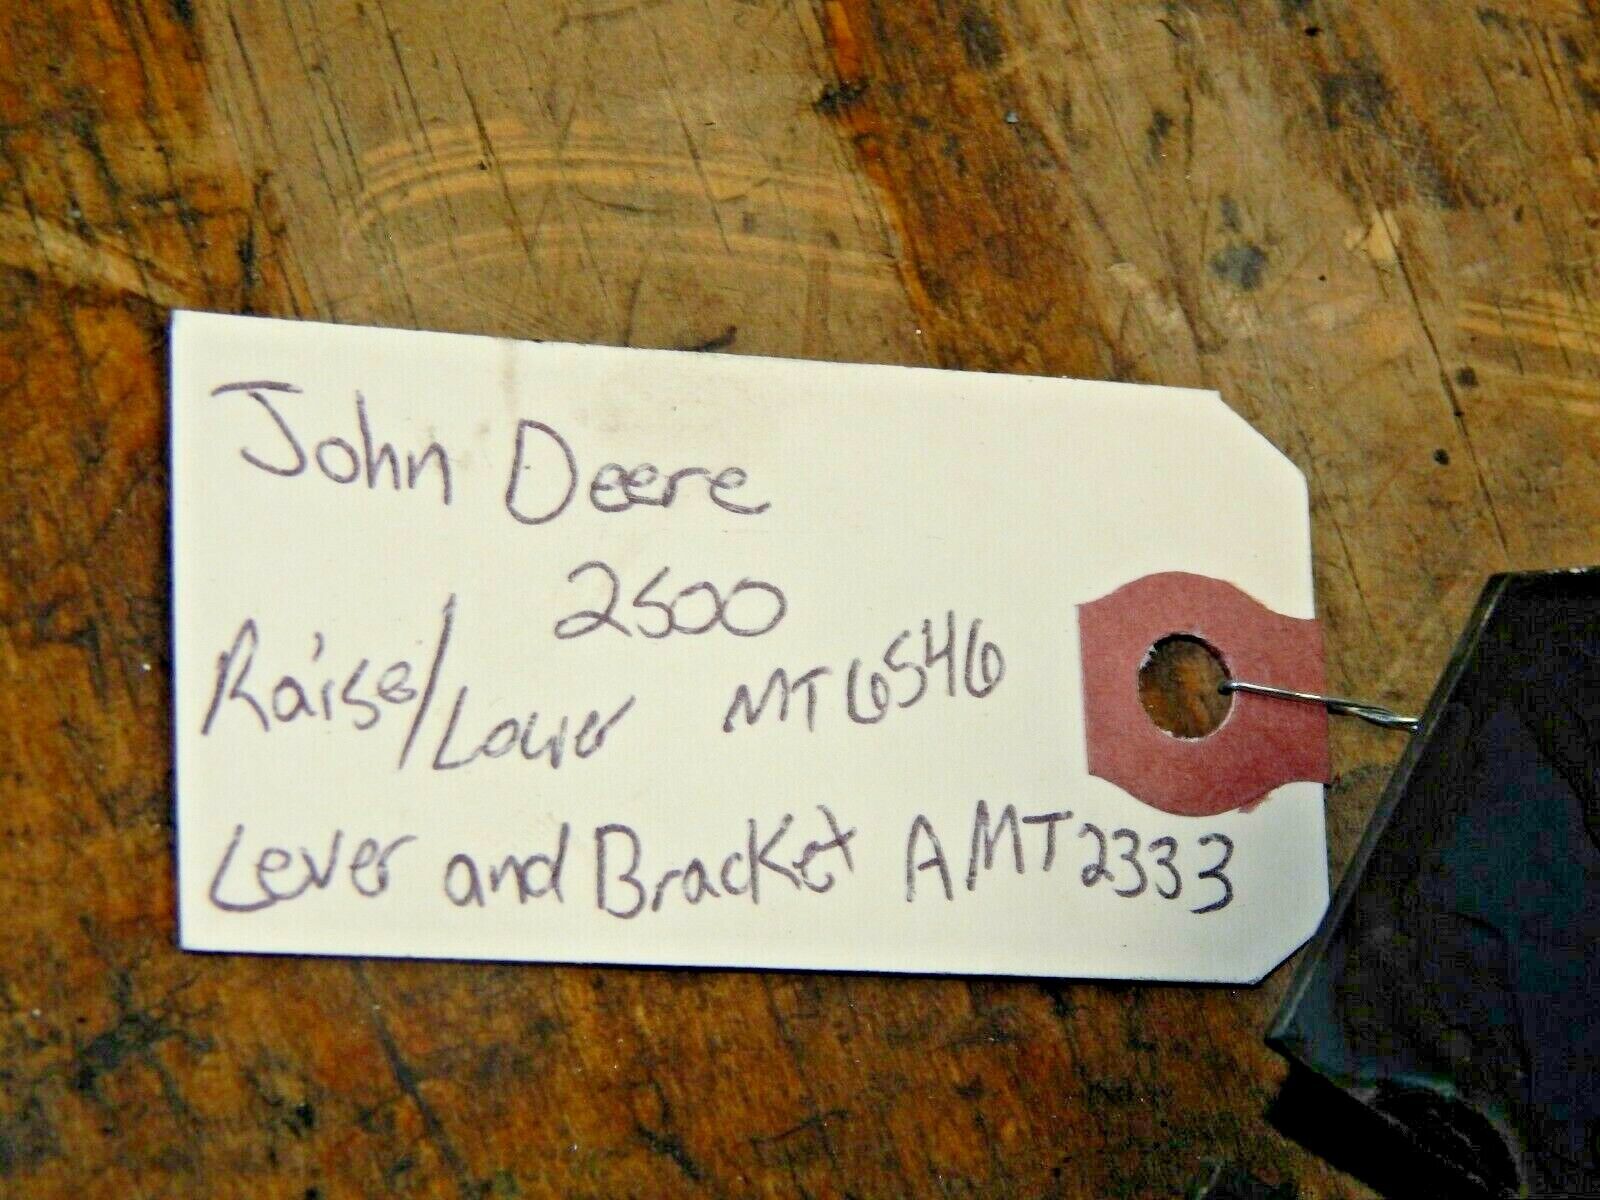 John Deere
2500
Raise/Lower MT6546
Lever and Bracket AMT2333